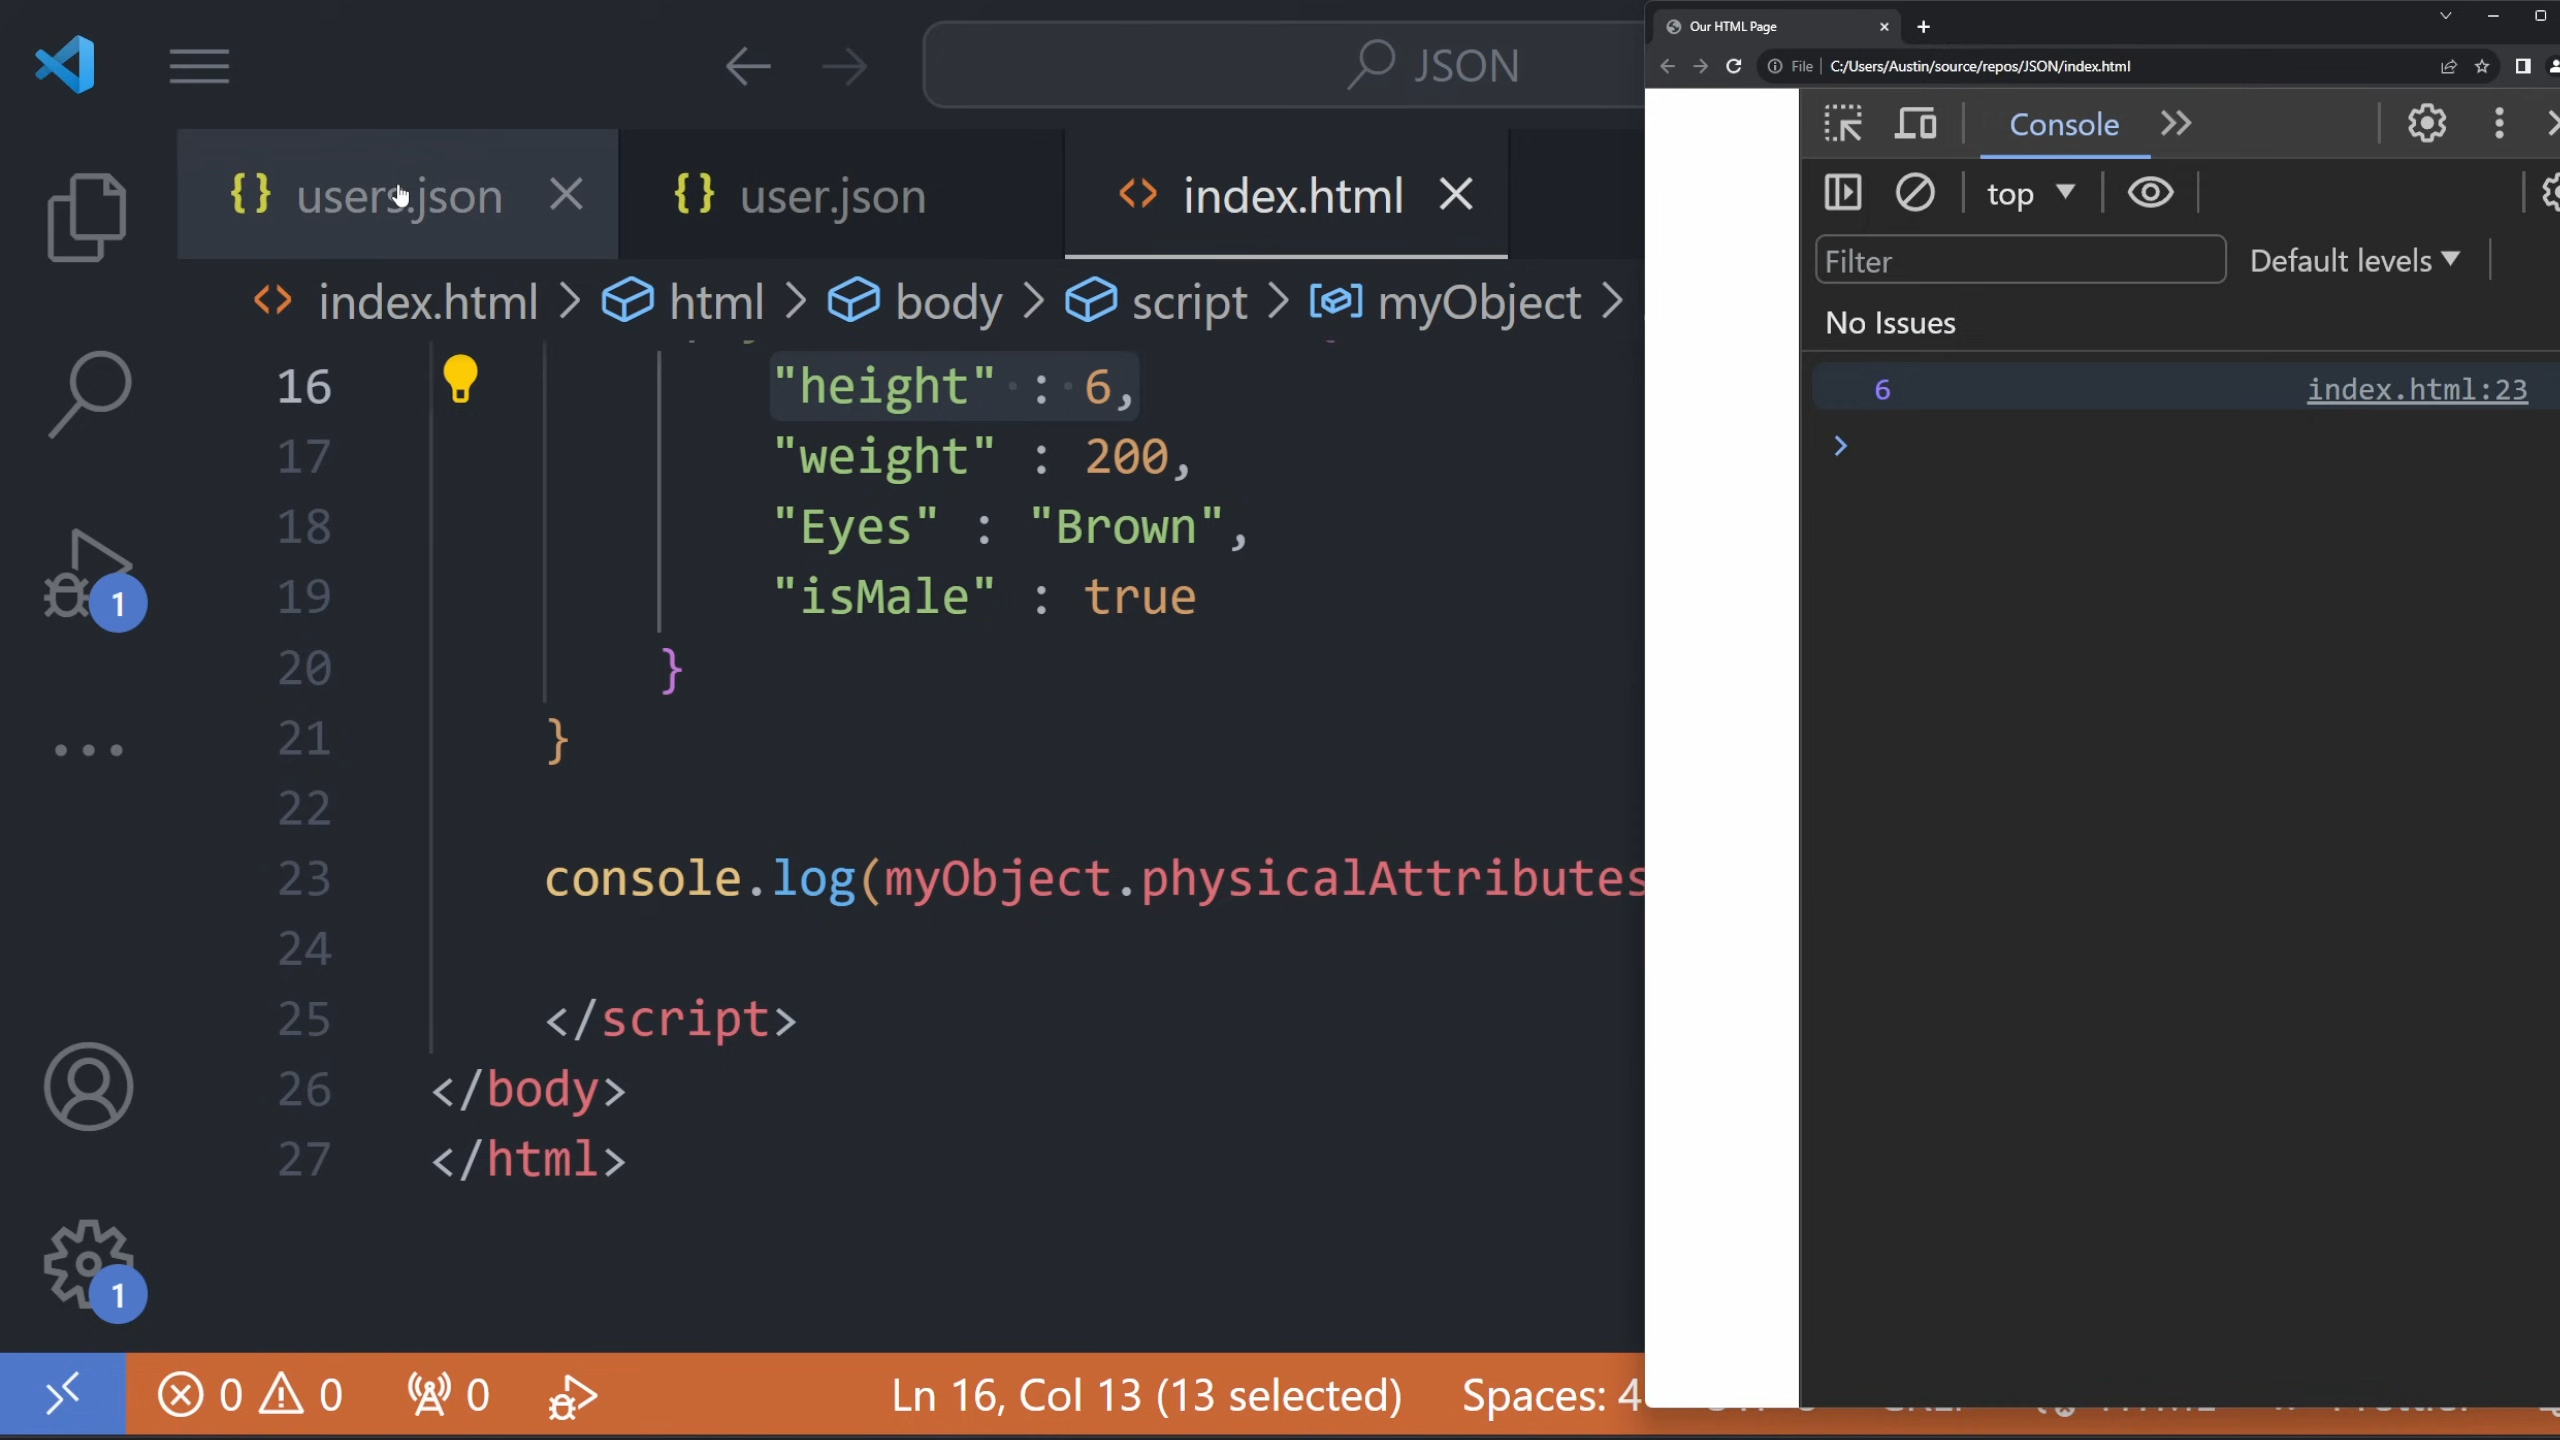 JSON
{} users.json
{} user.json
<> index.html
<> index.html > html > body > script > myObject >
16 "height" : 6,
17 "weight" : 200,
18 "Eyes" : "Brown",
19 "isMale" : true
20 }
21 }
22
23 console.log(myObject.physicalAttributes
24
25 </script>
26 </body>
27 </html>
1
1
0 0 0 Ln 16, Col 13 (13 selected) Spaces: 4
Our HTML Page
File C:/Users/Austin/source/repos/JSON/index.html
Console
top
Filter Default levels
No Issues
6 index.html:23